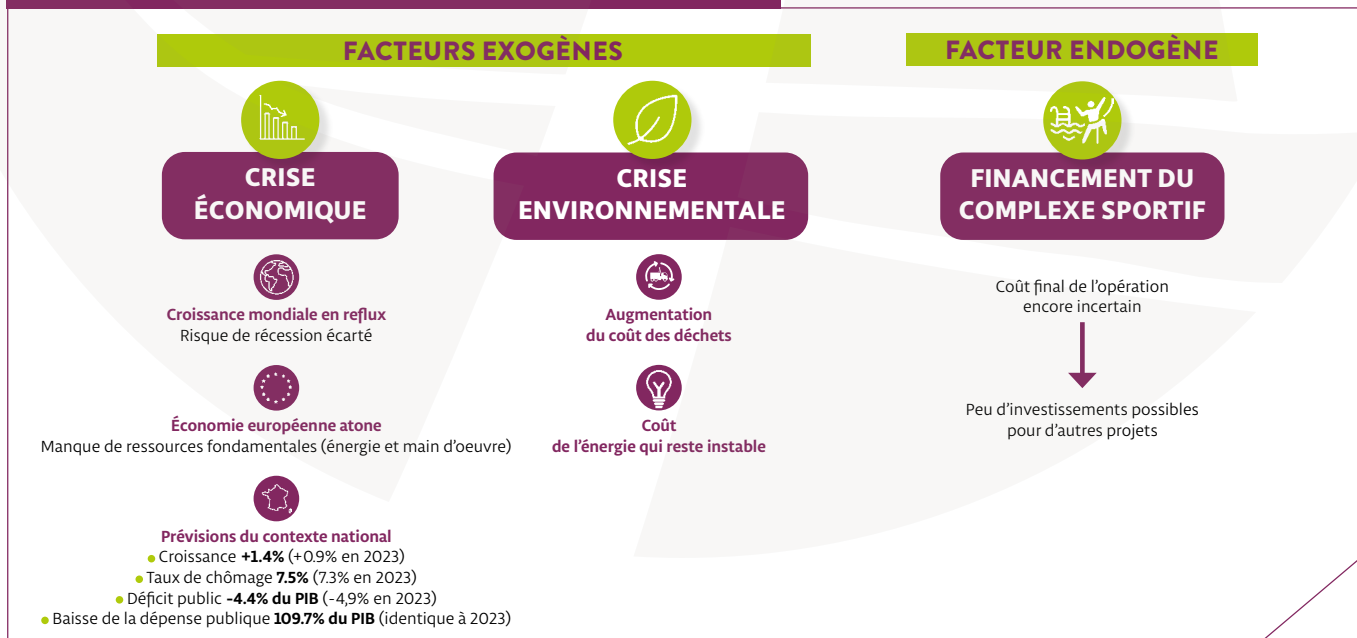 FACTEURS EXOGÈNES
CRISE
ÉCONOMIQUE
Croissance mondiale en reflux
Risque de récession écarté
Économie européenne atone
Manque de ressources fondamentales (énergie et main d'oeuvre)
Prévisions du contexte national
• Croissance +1.4% (+0.9% en 2023)
• Taux de chômage 7.5% (7.3% en 2023)
• Déficit public -4.4% du PIB (-4,9% en 2023)
• Baisse de la dépense publique 109.7% du PIB (identique à 2023)
CRISE
ENVIRONNEMENTALE
Augmentation
du coût des déchets
Coût
de l'énergie qui reste instable
FACTEUR ENDOGÈNE
FINANCEMENT DU
COMPLEXE SPORTIF
Coût final de l'opération
encore incertain
Peu d'investissements possibles
pour d'autres projets